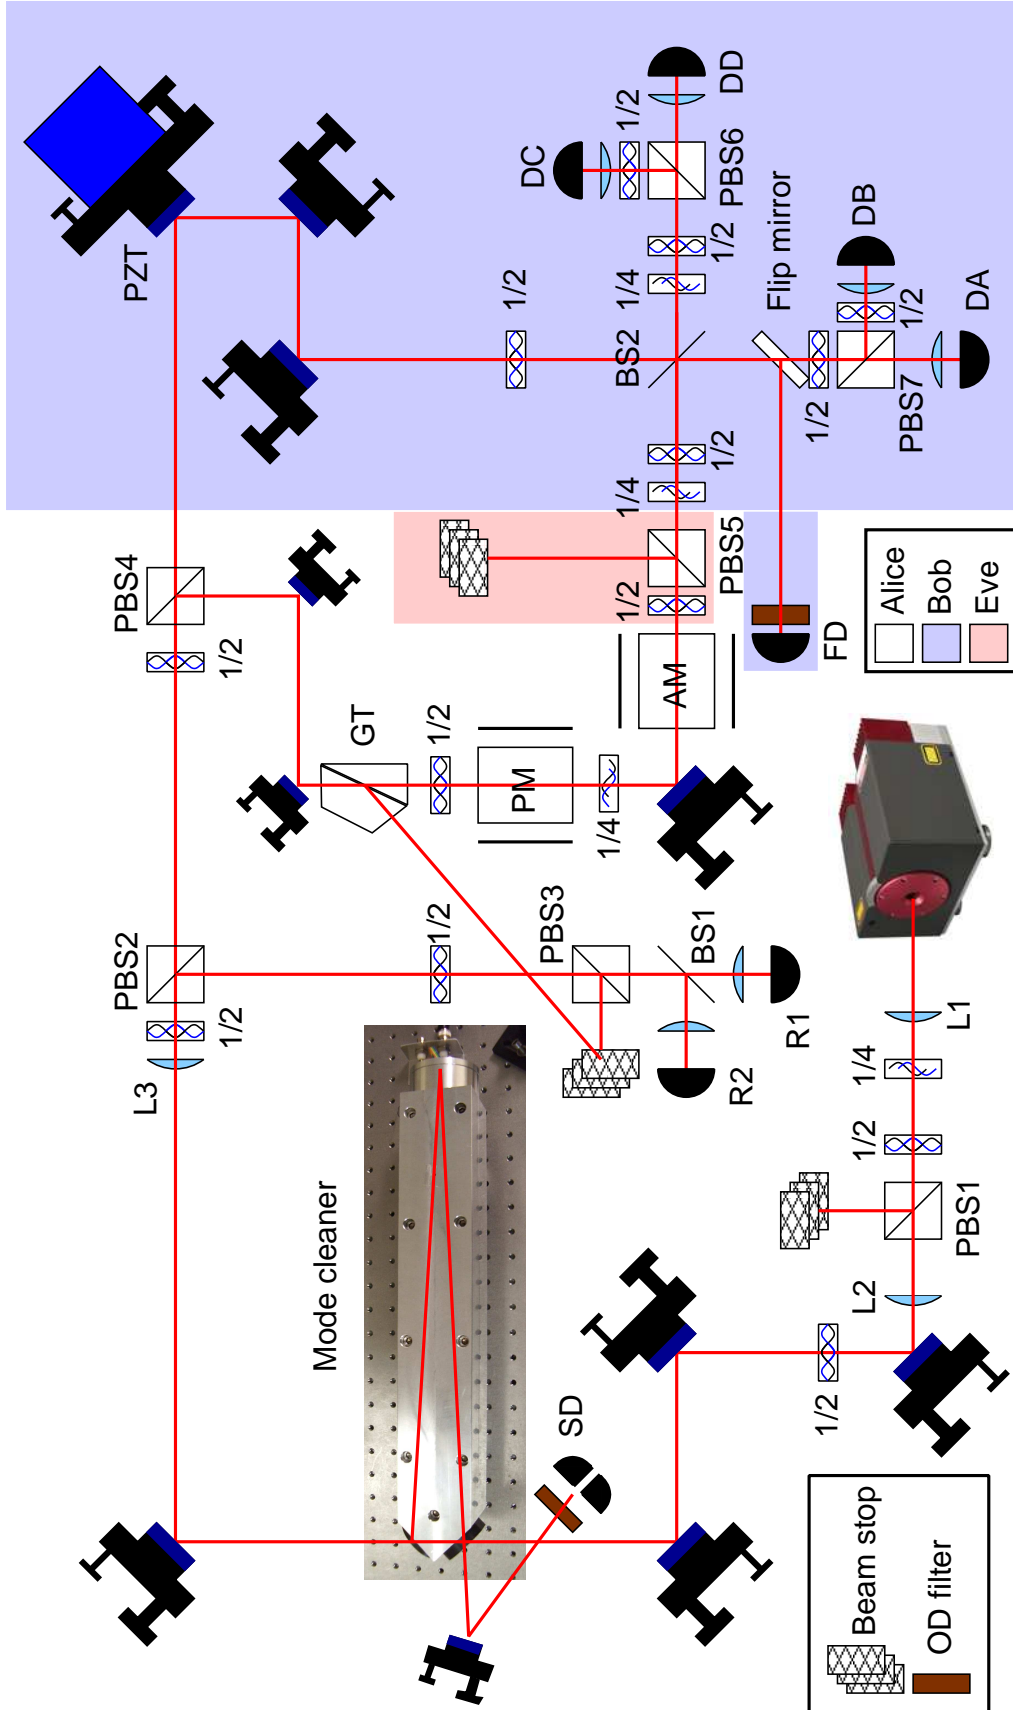 DD
1/2
DC
PBS6
1/2
1/4
Flip mirror
DB
1/2
DA
PBS7
1/2
BS2
1/2
PZT
1/2
1/4
PBS5
1/2
PBS4
1/2
GT
1/2
PM
1/4
AM
FD
Alice
Bob
Eve
PBS2
1/2
L3
1/2
PBS3
BS1
R1
R2
L1
1/4
1/2
PBS1
L2
1/2
Mode cleaner
SD
Beam stop
OD filter